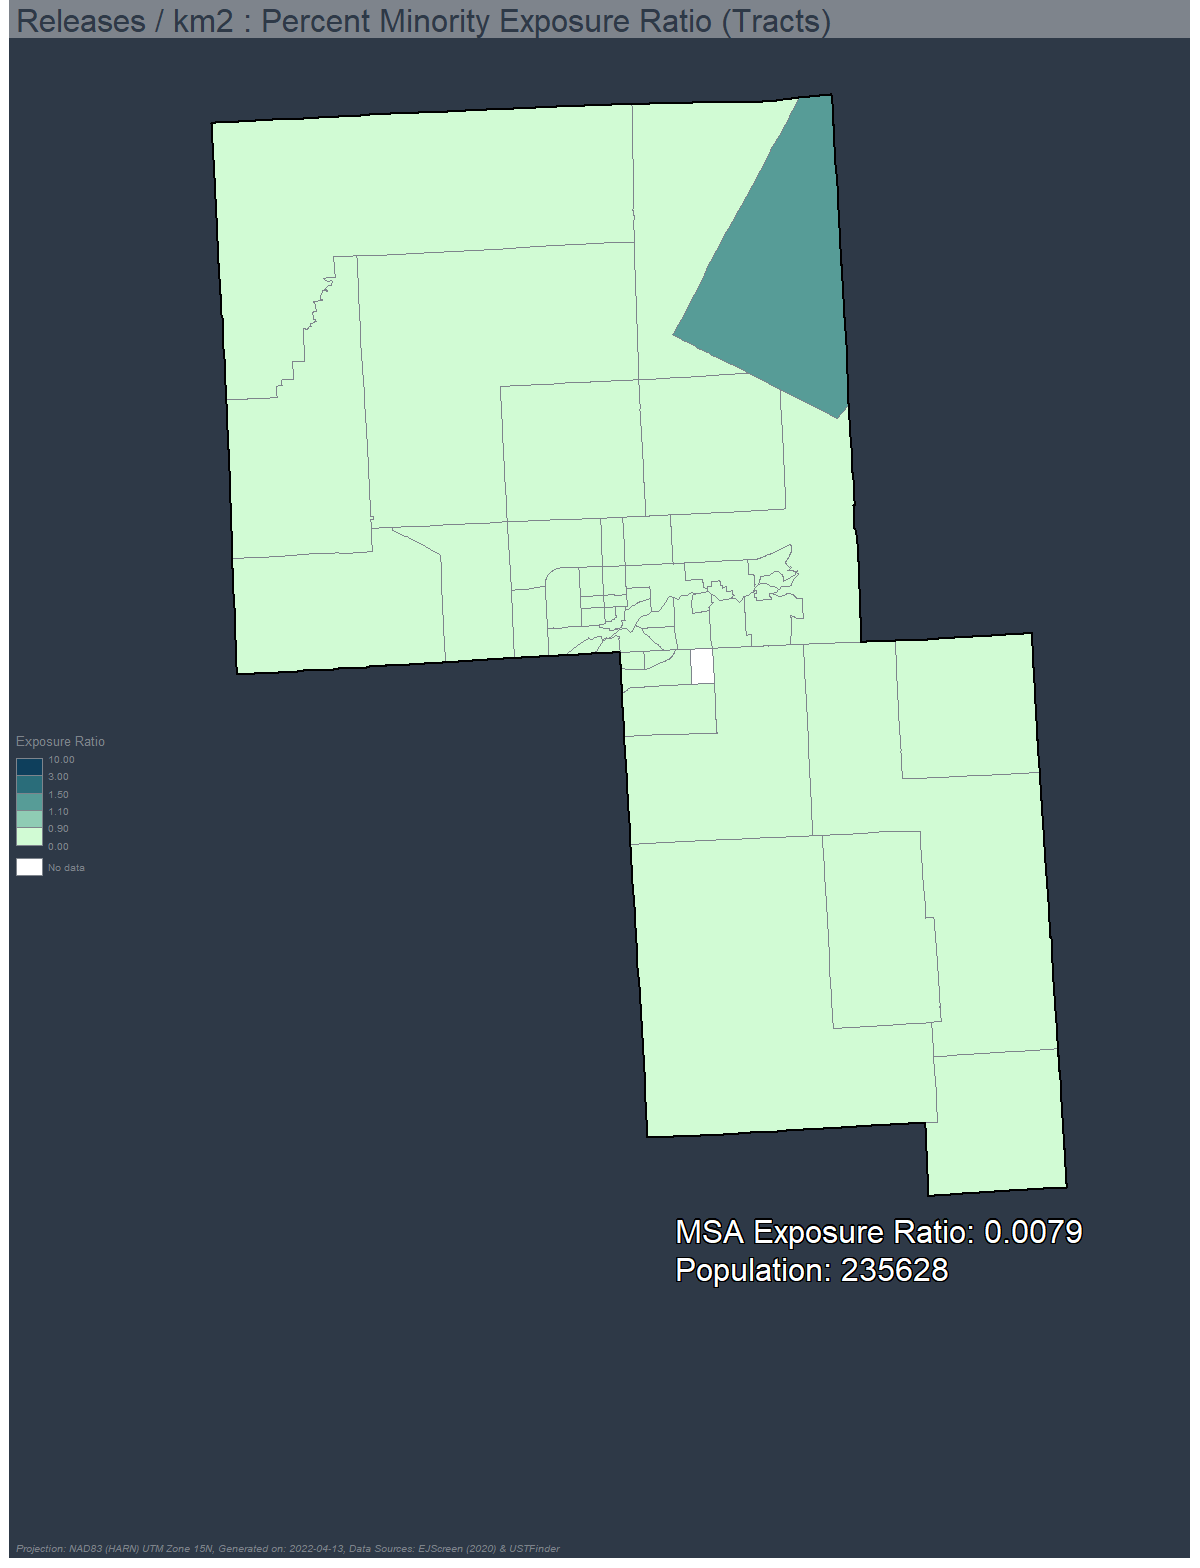 Releases / km2 : Percent Minority Exposure Ratio (Tracts)
Exposure Ratio
10.00
3.00
1.50
1.10
0.90
0.00
No data
MSA Exposure Ratio: 0.0079
Population: 235628
Projection: NAD83 (HARN) UTM Zone 15N, Generated on: 2022-04-13, Data Sources: EJScreen (2020) & USTFinder